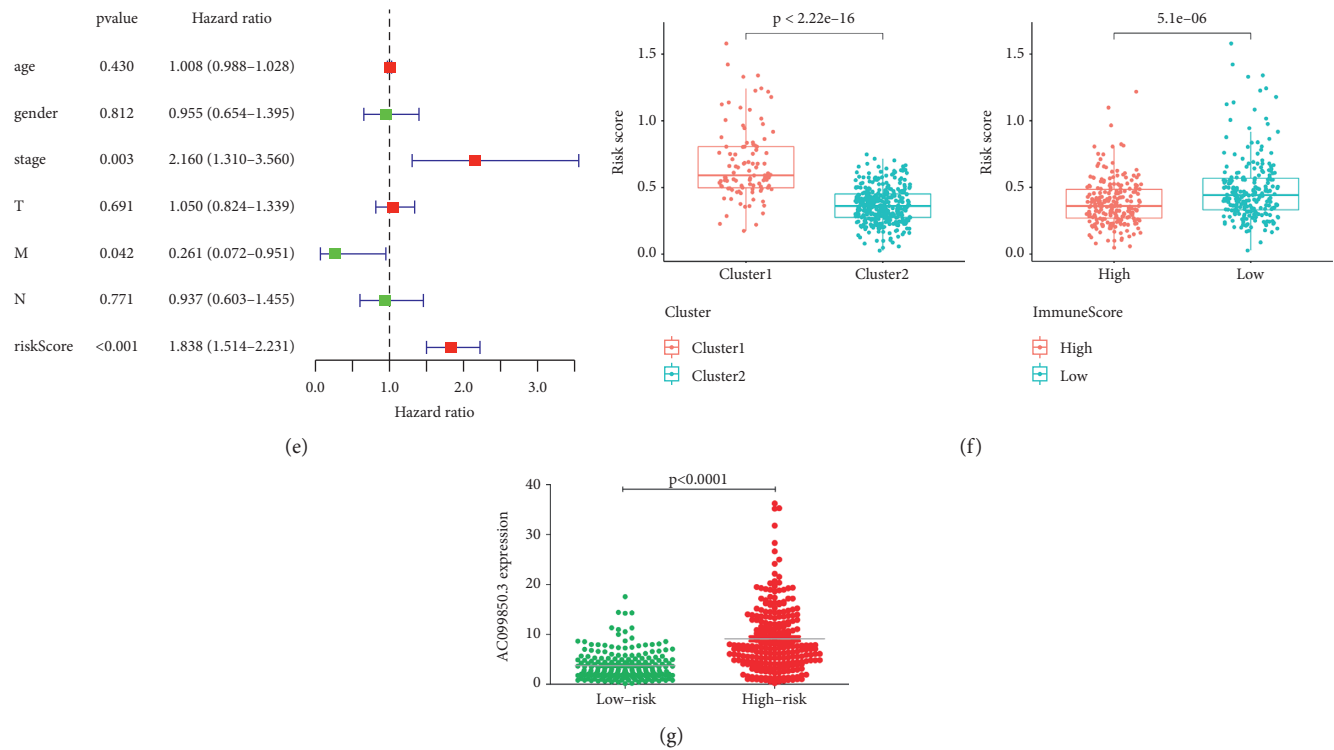 pvalue Hazard ratio
age 0.430 1.008 (0.988–1.028)
gender 0.812 0.955 (0.654–1.395)
stage 0.003 2.160 (1.310–3.560)
T 0.691 1.050 (0.824–1.339)
M 0.042 0.261 (0.072–0.951)
N 0.771 0.937 (0.603–1.455)
riskScore <0.001 1.838 (1.514–2.231)
0.0 1.0 2.0 3.0
Hazard ratio
(e)
p < 2.22e–16
Risk score
1.5
1.0
0.5
0.0
Cluster1 Cluster2
Cluster
Cluster1
Cluster2
5.1e–06
Risk score
1.5
1.0
0.5
0.0
High Low
ImmuneScore
High
Low
(f)
p<0.0001
AC099850.3 expression
40
30
20
10
0
Low–risk High–risk
(g)